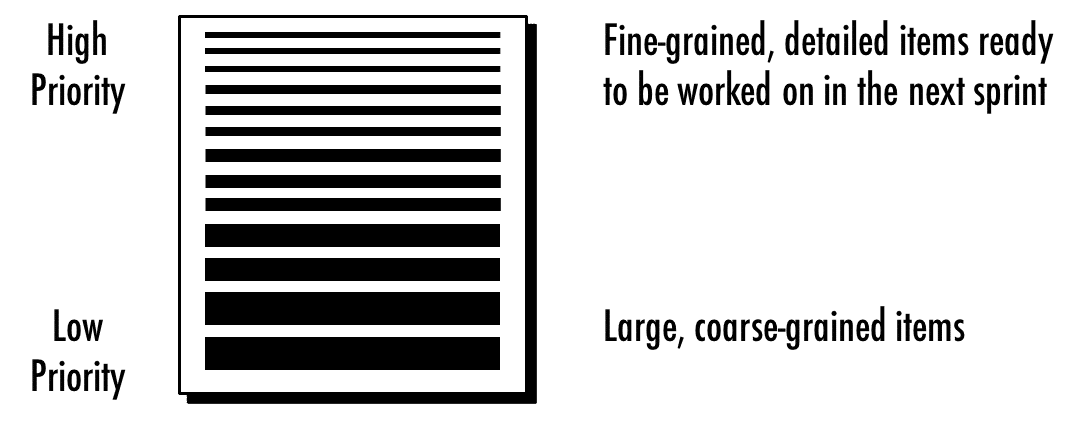 High
Priority
Fine-grained, detailed items ready
to be worked on in the next sprint
Low
Priority
Large, coarse-grained items